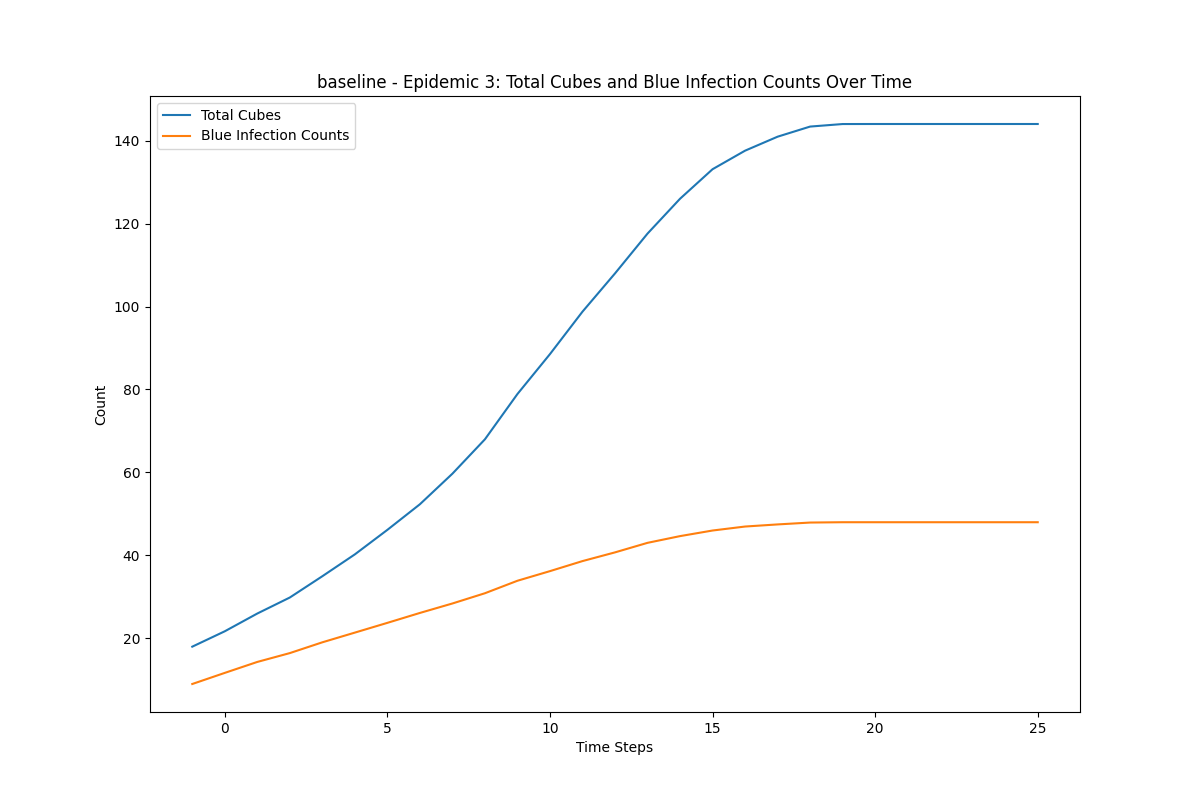 baseline - Epidemic 3: Total Cubes and Blue Infection Counts Over Time
Total Cubes
Blue Infection Counts
140
120
100
80
60
40
20
Count
0 5 10 15 20 25
Time Steps